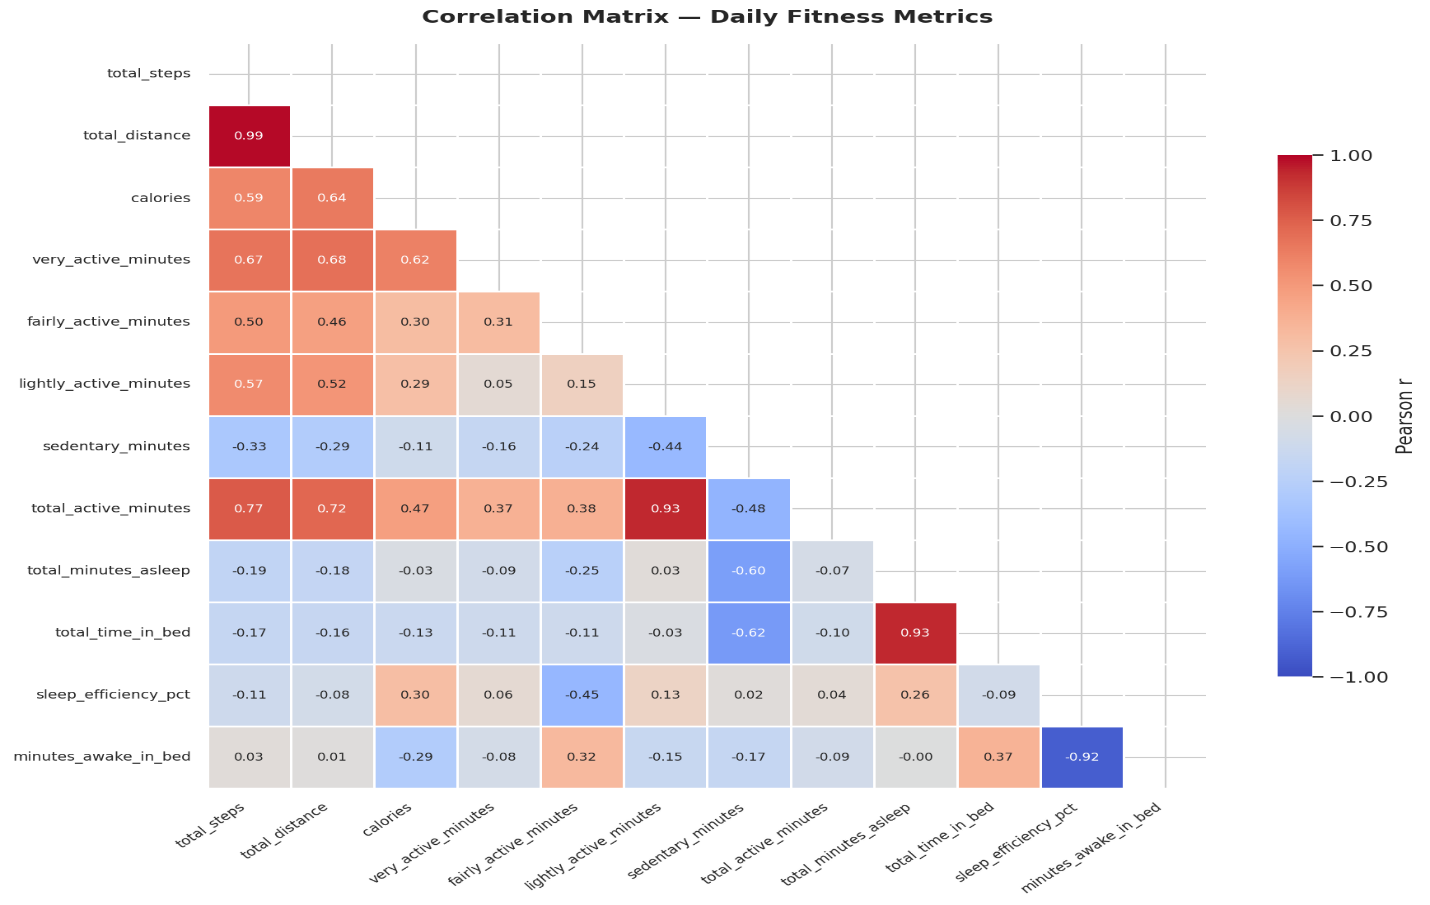 Correlation Matrix — Daily Fitness Metrics
total_steps
total_distance 0.99
calories 0.59 0.64
very_active_minutes 0.67 0.68 0.62
fairly_active_minutes 0.50 0.46 0.30 0.31
lightly_active_minutes 0.57 0.52 0.29 0.05 0.15
sedentary_minutes -0.33 -0.29 -0.11 -0.16 -0.24 -0.44
total_active_minutes 0.77 0.72 0.47 0.37 0.38 0.93 -0.48
total_minutes_asleep -0.19 -0.18 -0.03 -0.09 -0.25 0.03 -0.60 -0.07
total_time_in_bed -0.17 -0.16 -0.13 -0.11 -0.11 -0.03 -0.62 -0.10 0.93
sleep_efficiency_pct -0.11 -0.08 0.30 0.06 -0.45 0.13 0.02 0.04 0.26 -0.09
minutes_awake_in_bed 0.03 0.01 -0.29 -0.08 0.32 -0.15 -0.17 -0.09 -0.00 0.37 -0.92
total_steps
total_distance
calories
very_active_minutes
fairly_active_minutes
lightly_active_minutes
sedentary_minutes
total_active_minutes
total_minutes_asleep
total_time_in_bed
sleep_efficiency_pct
minutes_awake_in_bed
1.00
0.75
0.50
0.25
0.00
−0.25
−0.50
−0.75
−1.00
Pearson r